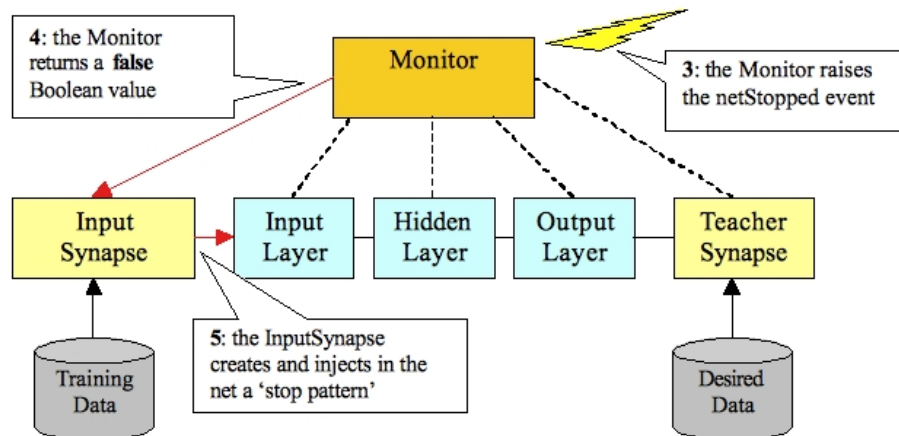 4: the Monitor
returns a false
Boolean value
Monitor
3: the Monitor raises
the netStopped event
Input
Synapse
Input
Layer
Hidden
Layer
Output
Layer
Teacher
Synapse
5: the InputSynapse
creates and injects in the
net a ‘stop pattern’
Training
Data
Desired
Data